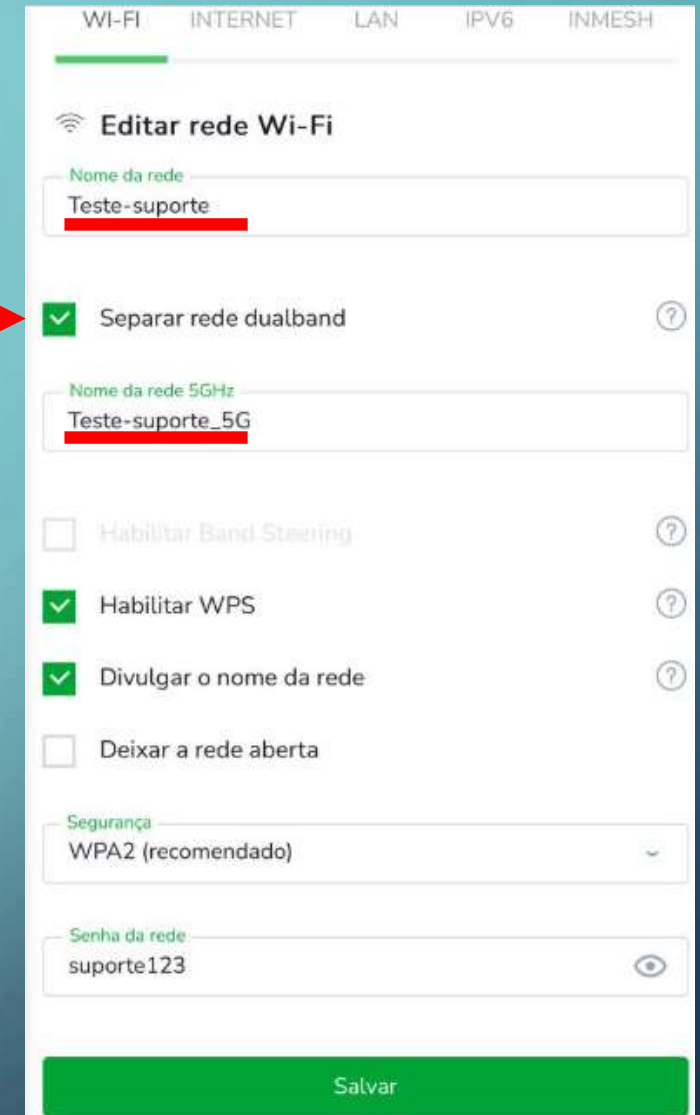 WI-FI INTERNET LAN IPV6 INMESH
Editar rede Wi-Fi
Nome da rede
Teste-suporte
Separar rede dualband
Nome da rede 5GHz
Teste-suporte_5G
Habilitar Band Steering
Habilitar WPS
Divulgar o nome da rede
Deixar a rede aberta
Segurança
WPA2 (recomendado)
Senha da rede
suporte123
Salvar